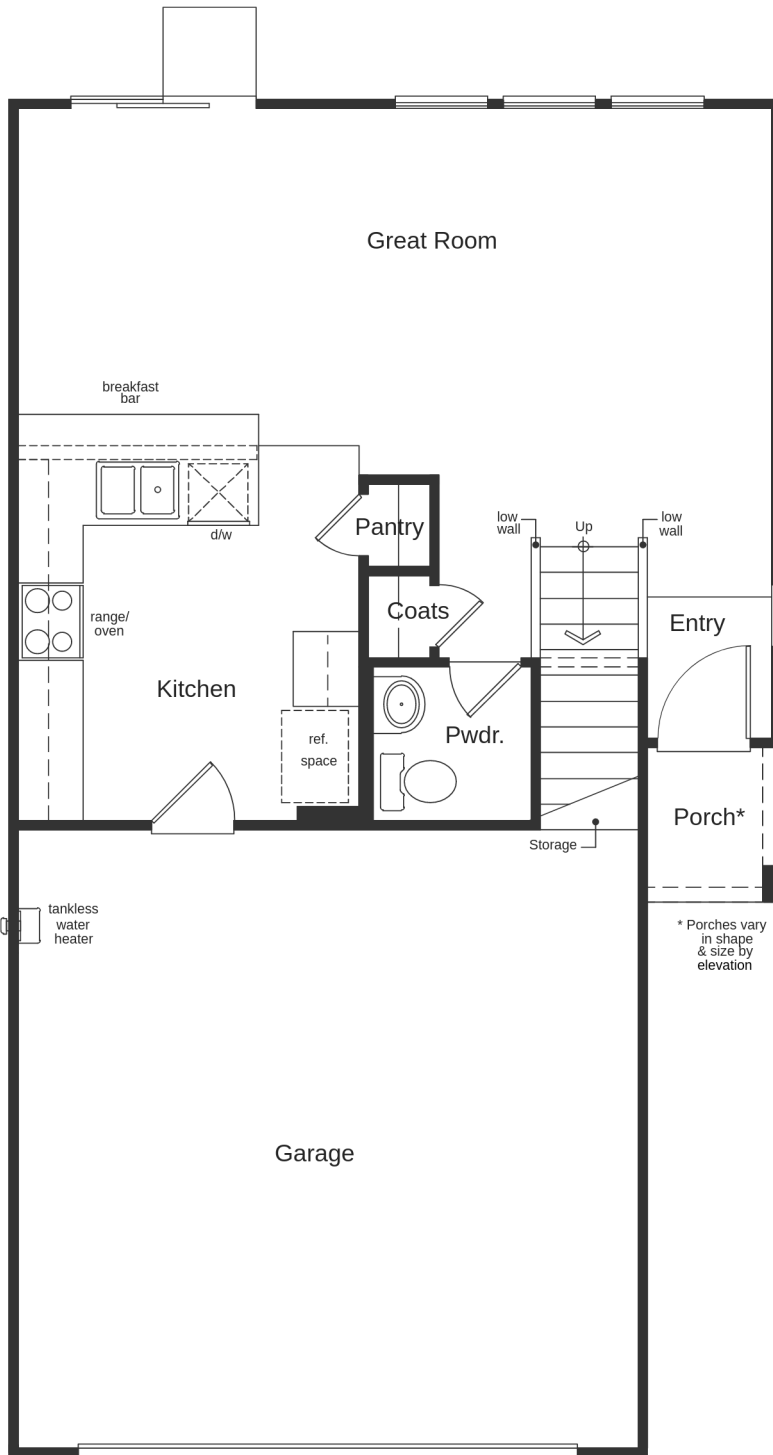 Great Room
breakfast
bar
d/w
Pantry
low
wall
Up
low
wall
range/
oven
Coats
Entry
Kitchen
ref.
space
Pwdr.
Porch*
Storage
tankless
water
heater
* Porches vary
in shape
& size by
elevation
Garage